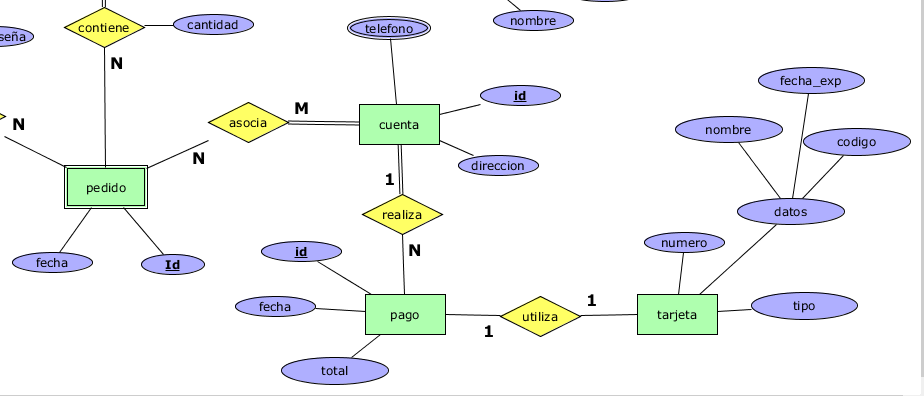 nombre
contiene
cantidad
telefono
seña
N
fecha_exp
id
M
asocia
cuenta
N
nombre
codigo
N
direccion
1
pedido
datos
realiza
numero
id
N
fecha
Id
fecha
pago
1
utiliza
1
tarjeta
tipo
total